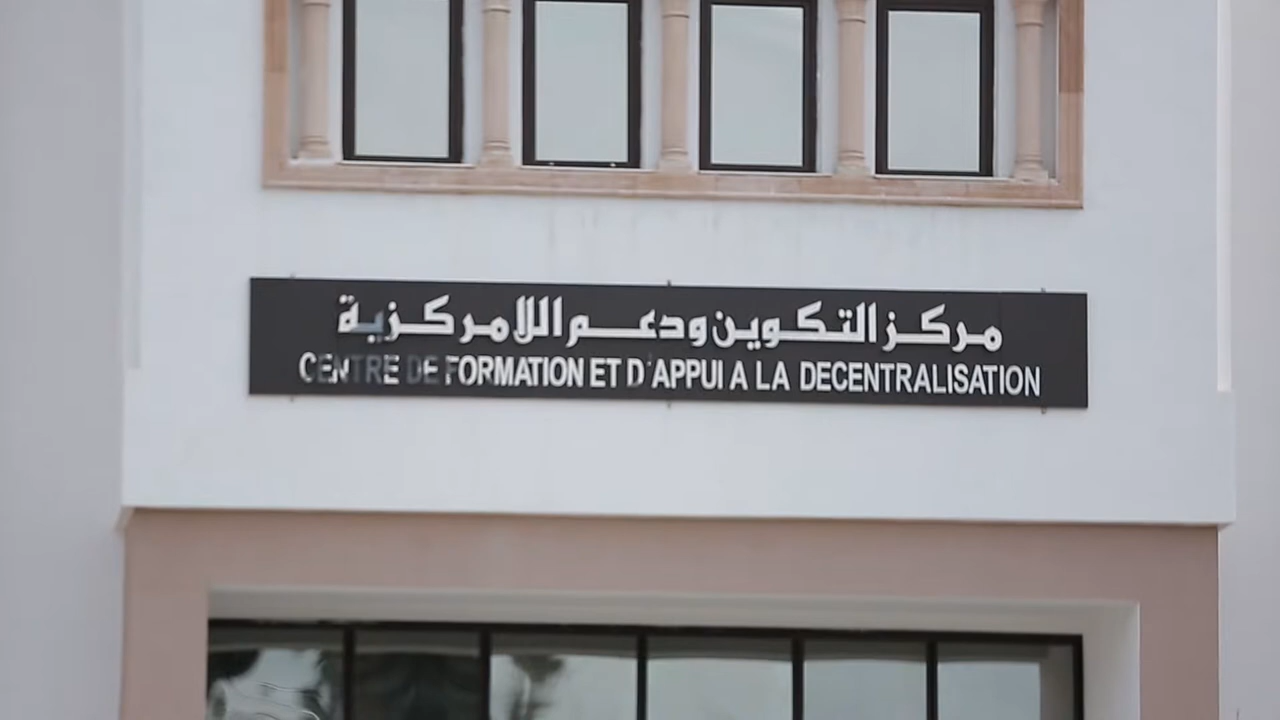 مركز التكوين ودعم اللامركزية
CENTRE DE FORMATION ET D'APPUI A LA DECENTRALISATION